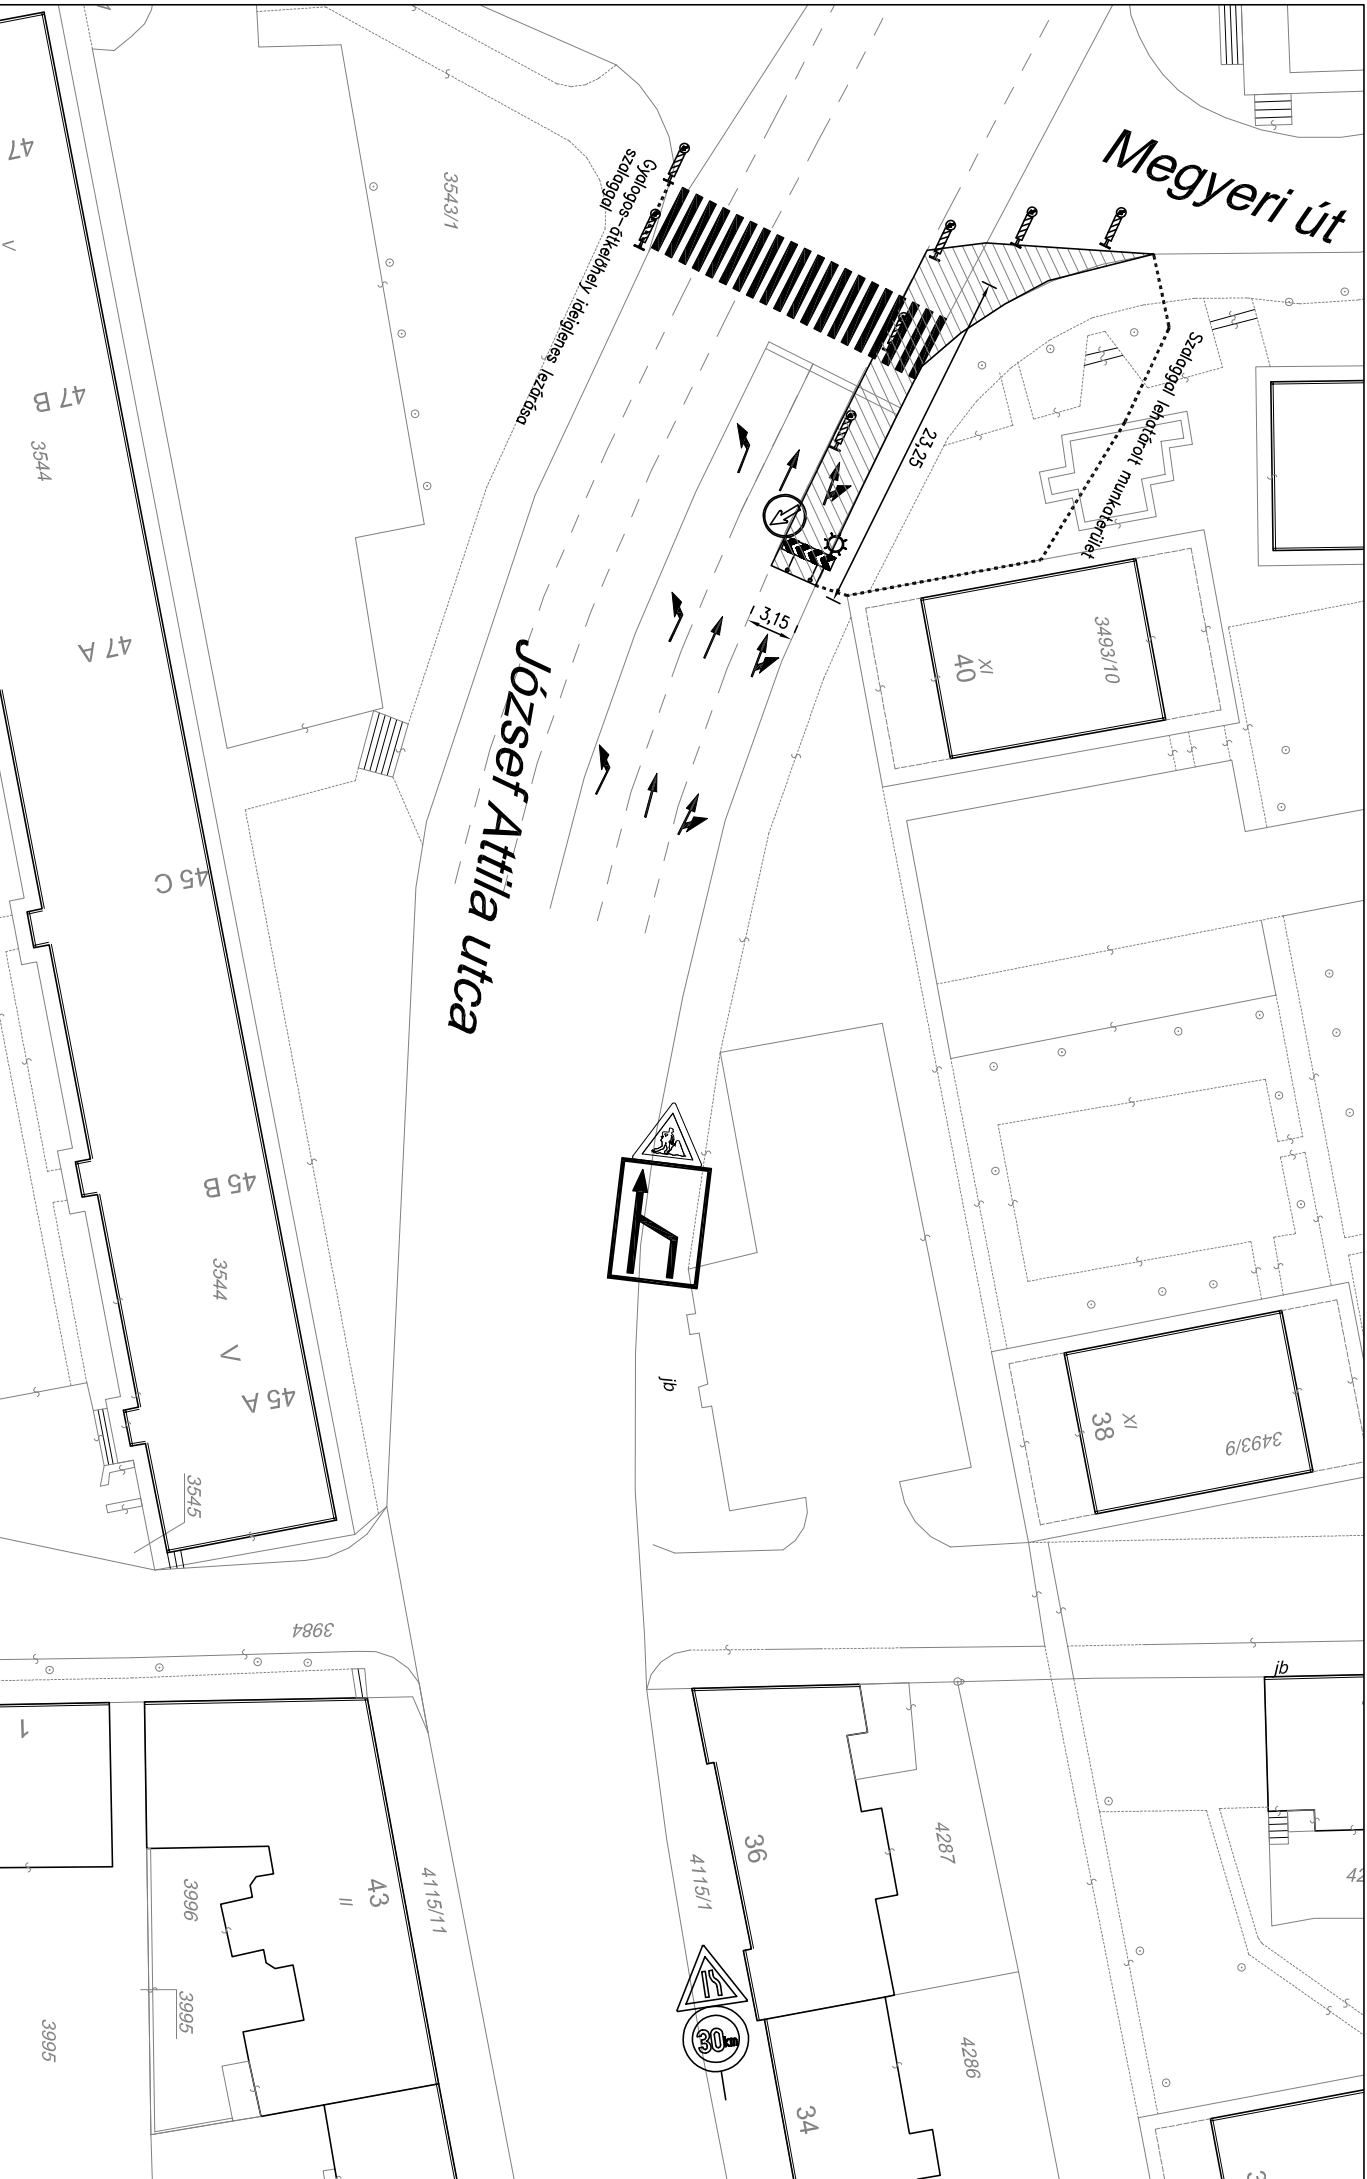 Megyeri út
47
V
3543/1
Gyalogos-átkelőhely ideiglenes lezárása
szalaggal
Szalaggal lehatárolt munkaterület
23,25
47 B
3544
47 A
3,15
3493/10
XI
40
József Attila utca
45 C
45 B
3544
V
45 A
jb
XI
38
3493/9
3545
3984
jb
1
36
4287
4115/1
43
II
4115/11
3996
3995
3995
30km
4286
34